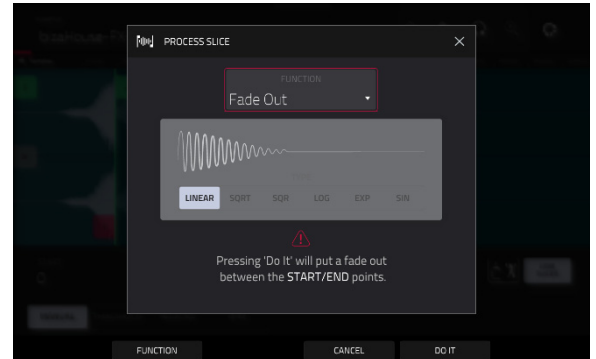 PROCESS SLICE
FUNCTION
Fade Out
LINEAR SQRT SQR LOG EXP SIN
Pressing 'Do It' will put a fade out
between the START/END points.
FUNCTION CANCEL DO IT